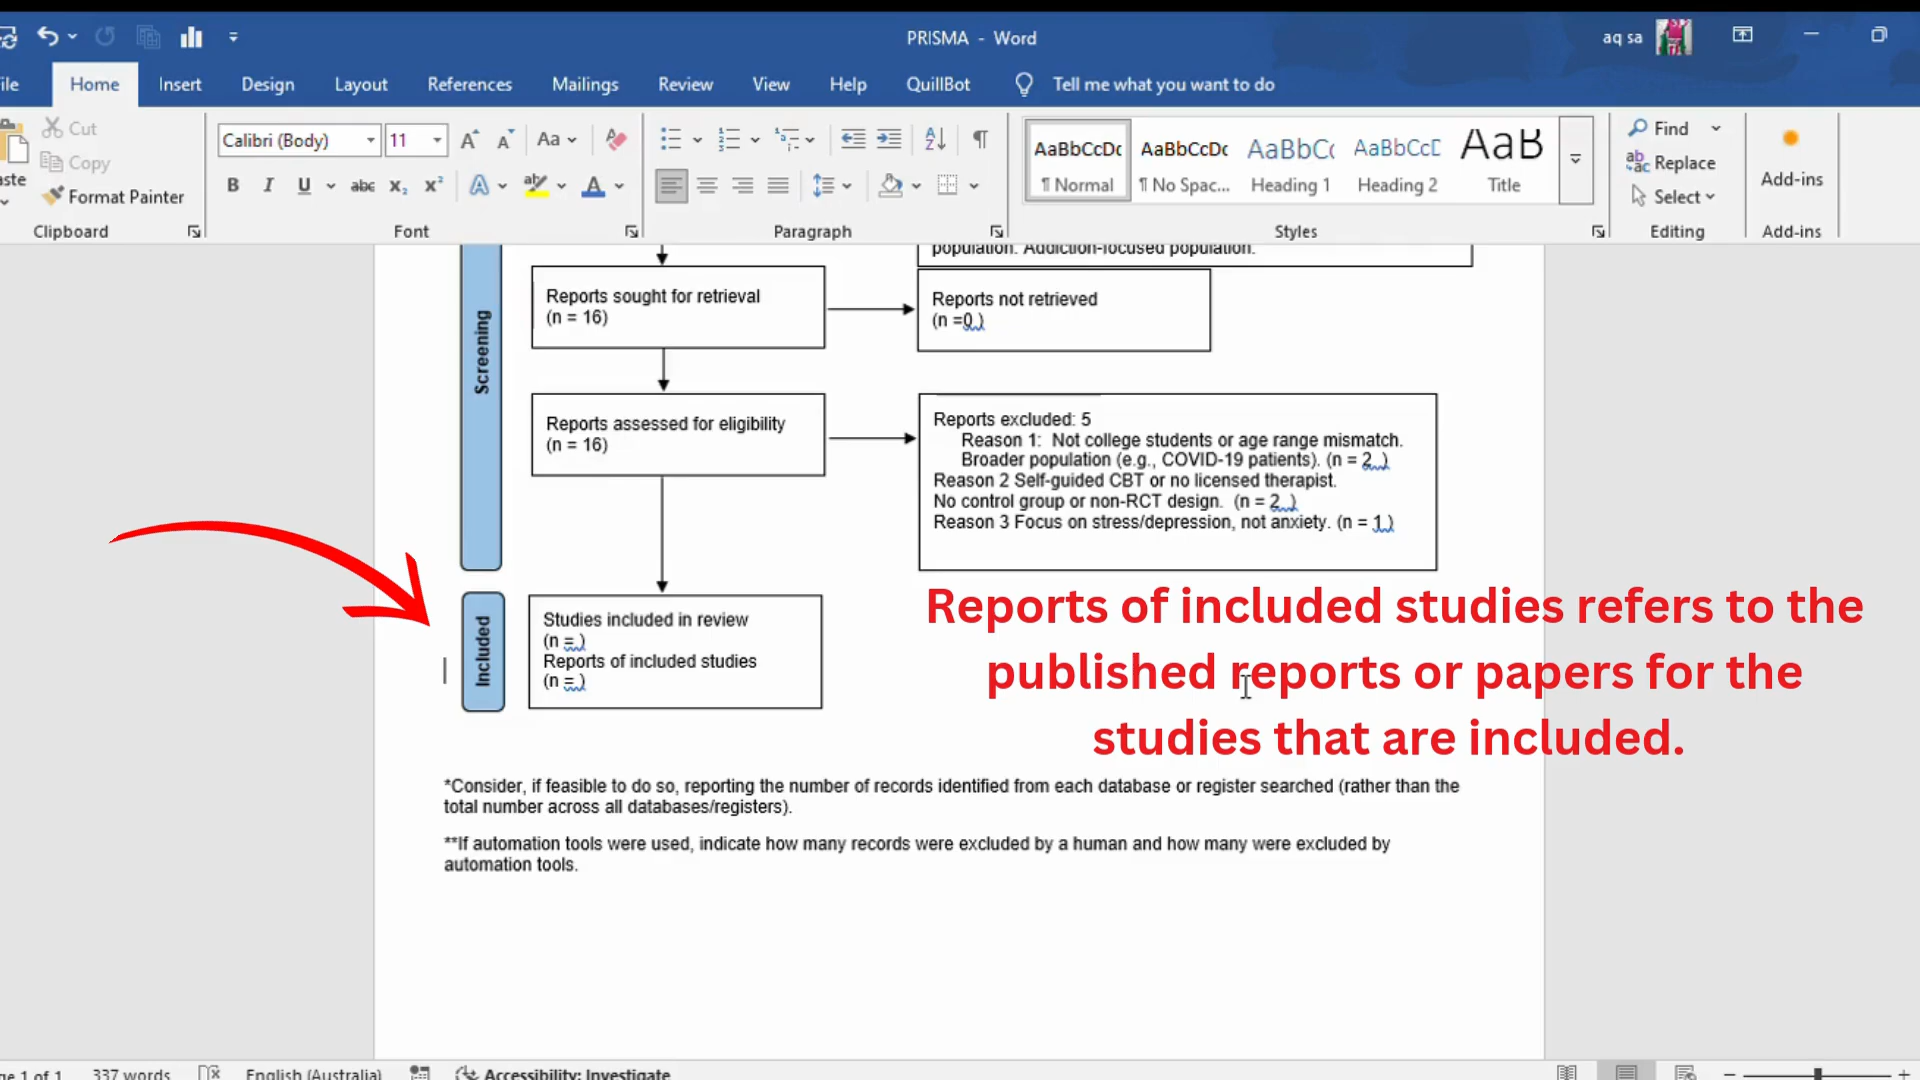 PRISMA - Word
aq sa
ile Home Insert Design Layout References Mailings Review View Help QuillBot Tell me what you want to do
Cut
Copy
aste
Format Painter
Clipboard
Calibri (Body) 11
Aa
B I U abc X₂ X² A ab A
Font
Paragraph
AaBbCcDc AaBbCcDc AaBbCc AaBbCcE AaB
¶ Normal ¶ No Spac... Heading 1 Heading 2 Title
Styles
Find
Replace
Select
Editing
Add-ins
Add-ins
population. Addiction-focused population.
Screening
Reports sought for retrieval
(n = 16)
Reports not retrieved
(n =0 )
Reports assessed for eligibility
(n = 16)
Reports excluded: 5
Reason 1: Not college students or age range mismatch.
Broader population (e.g., COVID-19 patients). (n = 2 )
Reason 2 Self-guided CBT or no licensed therapist.
No control group or non-RCT design. (n = 2 )
Reason 3 Focus on stress/depression, not anxiety. (n = 1 )
Included
Studies included in review
(n = )
Reports of included studies
(n = )
Reports of included studies refers to the
published reports or papers for the
studies that are included.
*Consider, if feasible to do so, reporting the number of records identified from each database or register searched (rather than the
total number across all databases/registers).
**If automation tools were used, indicate how many records were excluded by a human and how many were excluded by
automation tools.
ge 1 of 1 337 words English (Australia) Accessibility: Investigate